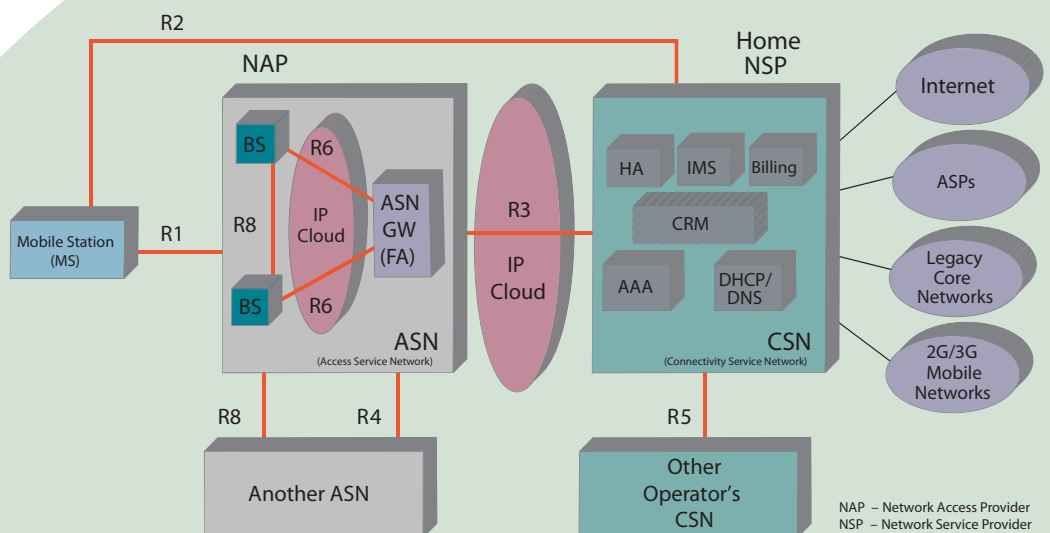 R2
NAP
Home
NSP
Internet
BS
R6
HA
IMS
Billing
ASPs
R8
IP
Cloud
ASN
GW
(FA)
R3
CRM
Mobile Station
(MS)
R1
IP
Cloud
Legacy
Core
Networks
BS
R6
AAA
DHCP/
DNS
ASN
(Access Service Network)
CSN
(Connectivity Service Network)
2G/3G
Mobile
Networks
R8
R4
R5
Another ASN
Other
Operator's
CSN
NAP – Network Access Provider
NSP – Network Service Provider